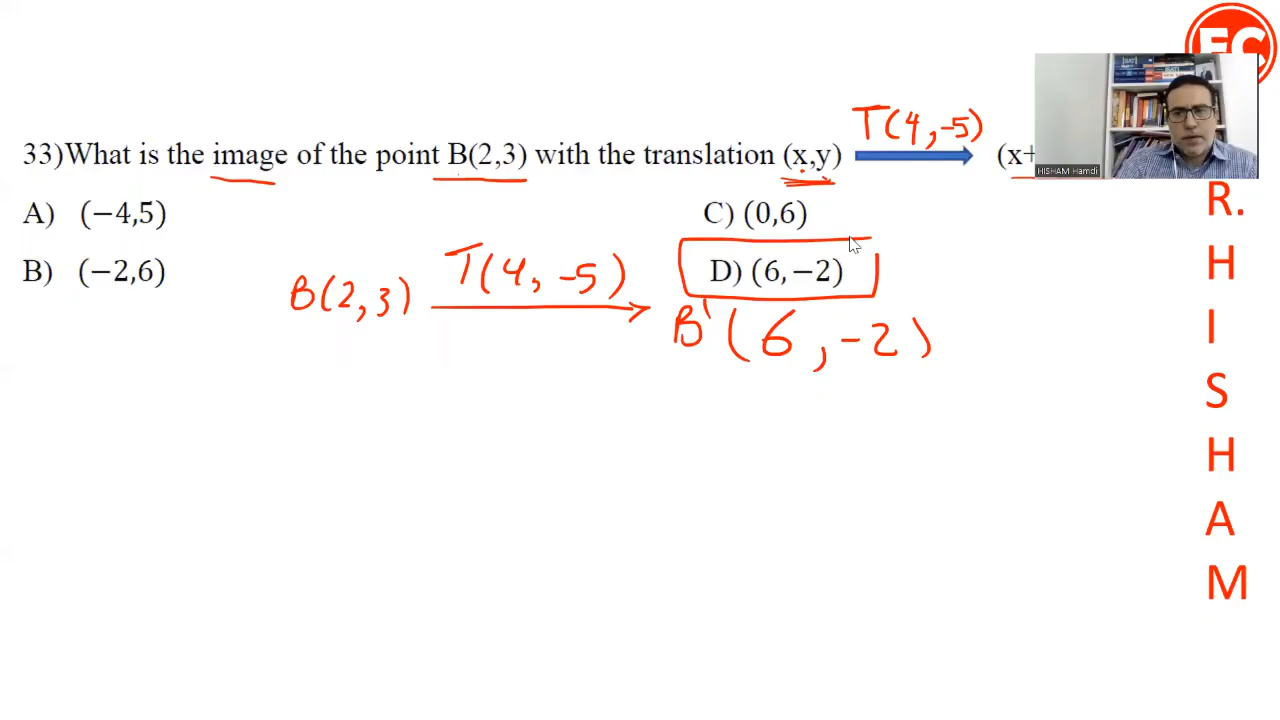 EC
T(4,-5)
33)What is the image of the point B(2,3) with the translation (x,y) (x+
HISHAM Hamdi
A) (−4,5) C) (0,6)
B) (−2,6) D) (6,−2)
B(2,3) T(4,-5) B'(6,-2)
R.
H
I
S
H
A
M